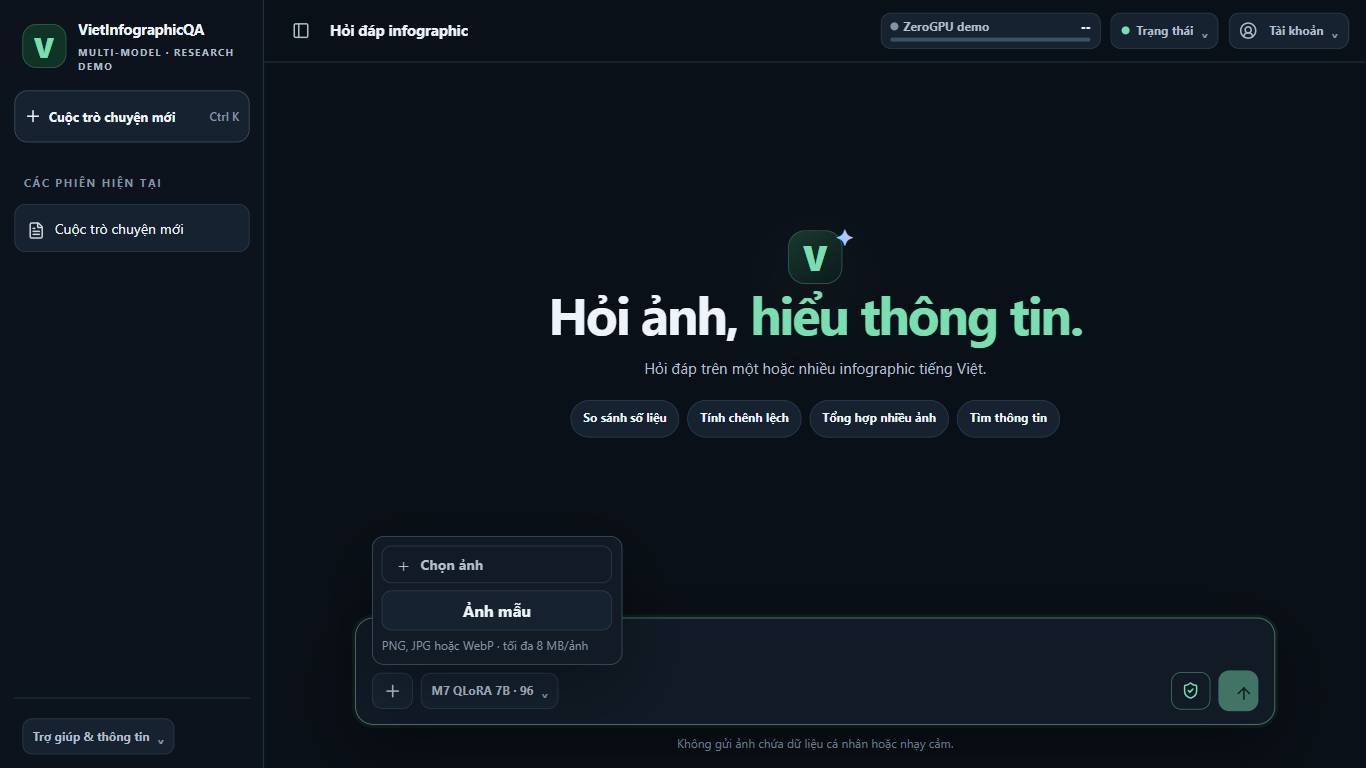 V
VietInfographicQA
MULTI-MODEL · RESEARCH
DEMO
+ Cuộc trò chuyện mới Ctrl K
CÁC PHIÊN HIỆN TẠI
Cuộc trò chuyện mới
Trợ giúp & thông tin
Hỏi đáp infographic
ZeroGPU demo --
Trạng thái
Tài khoản
V
Hỏi ảnh, hiểu thông tin.
Hỏi đáp trên một hoặc nhiều infographic tiếng Việt.
So sánh số liệu
Tính chênh lệch
Tổng hợp nhiều ảnh
Tìm thông tin
+ Chọn ảnh
Ảnh mẫu
PNG, JPG hoặc WebP · tối đa 8 MB/ảnh
+
M7 QLoRA 7B · 96
Không gửi ảnh chứa dữ liệu cá nhân hoặc nhạy cảm.